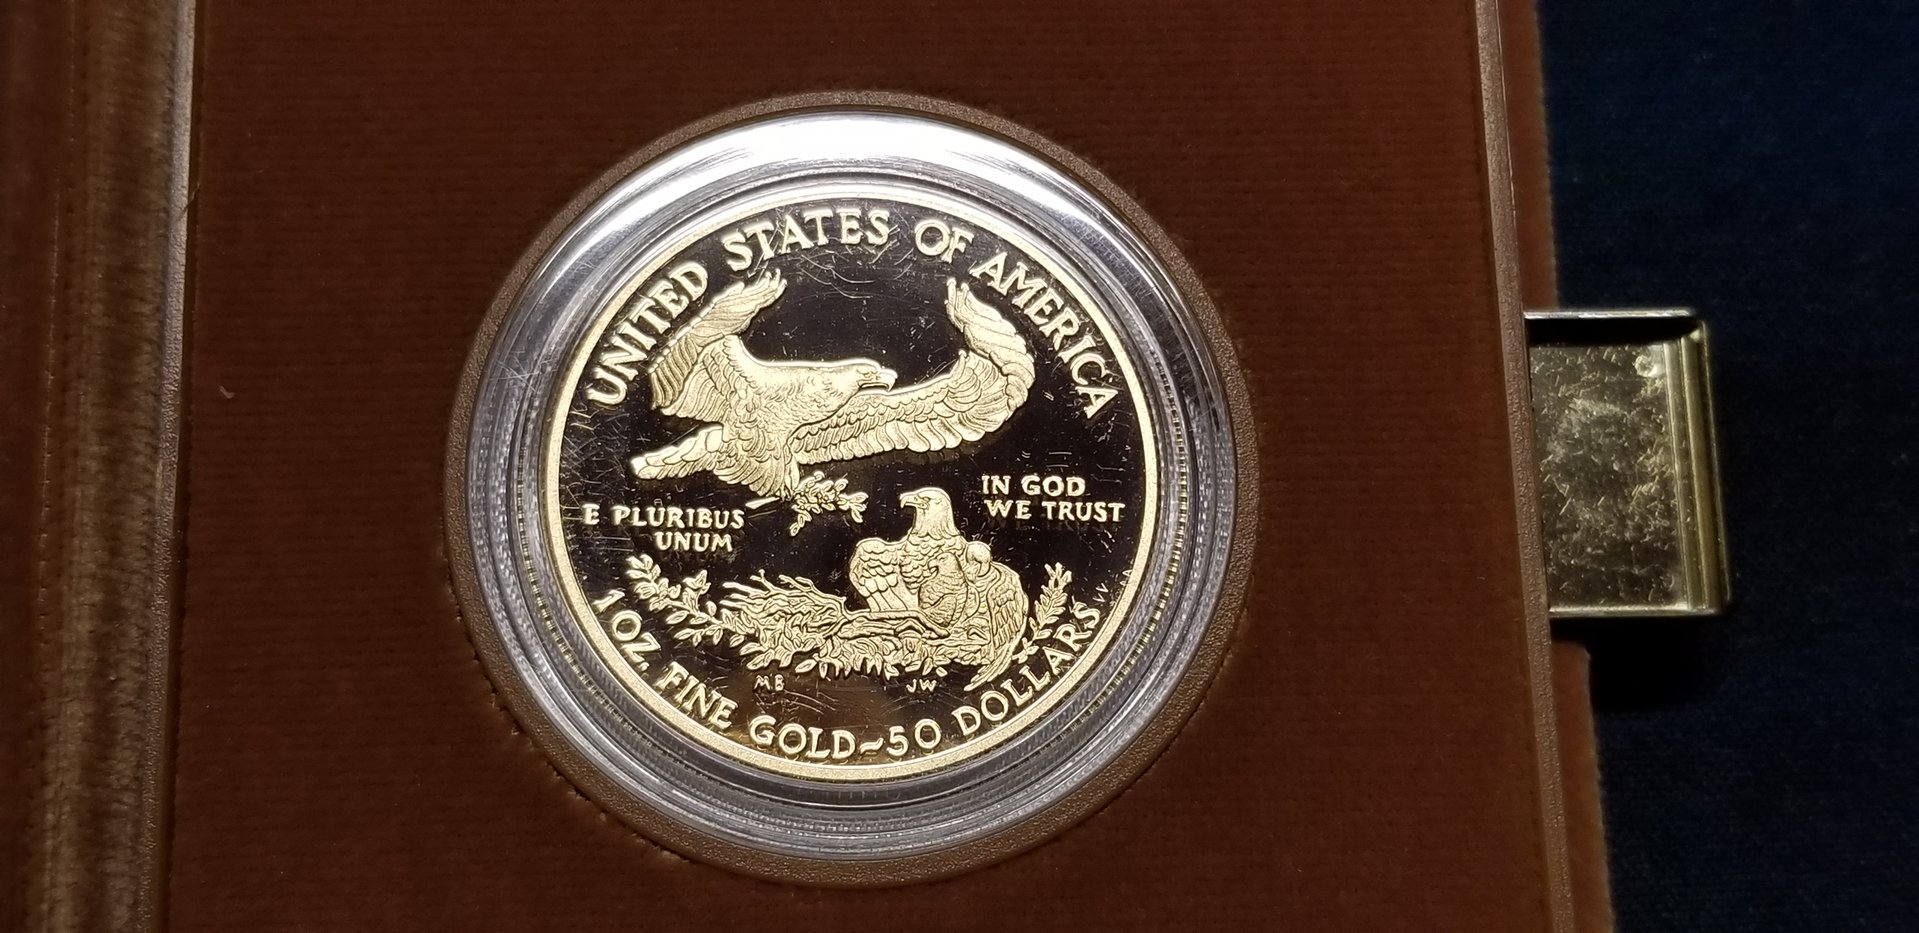 UNITED STATES OF AMERICA
E PLURIBUS
UNUM
IN GOD
WE TRUST
MB
JW
1 OZ. FINE GOLD~50 DOLLARS